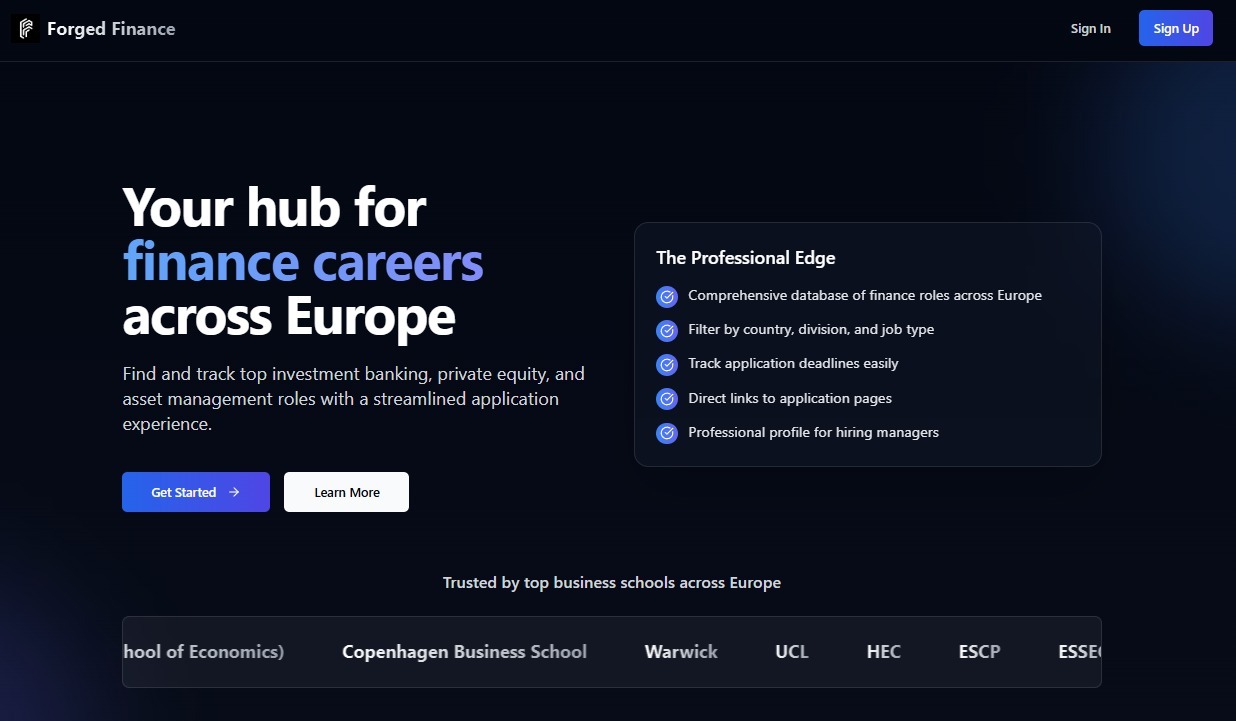 Forged Finance
Sign In
Sign Up
Your hub for
finance careers
across Europe
Find and track top investment banking, private equity, and
asset management roles with a streamlined application
experience.
Get Started
Learn More
The Professional Edge
Comprehensive database of finance roles across Europe
Filter by country, division, and job type
Track application deadlines easily
Direct links to application pages
Professional profile for hiring managers
Trusted by top business schools across Europe
hool of Economics) Copenhagen Business School Warwick UCL HEC ESCP ESSEC